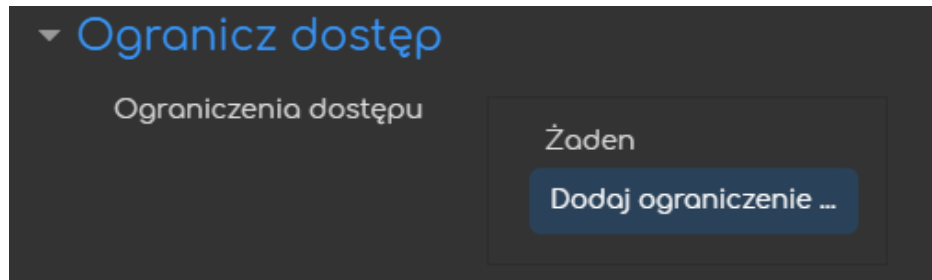 Ogranicz dostęp
Ograniczenia dostępu
Żaden
Dodaj ograniczenie ...